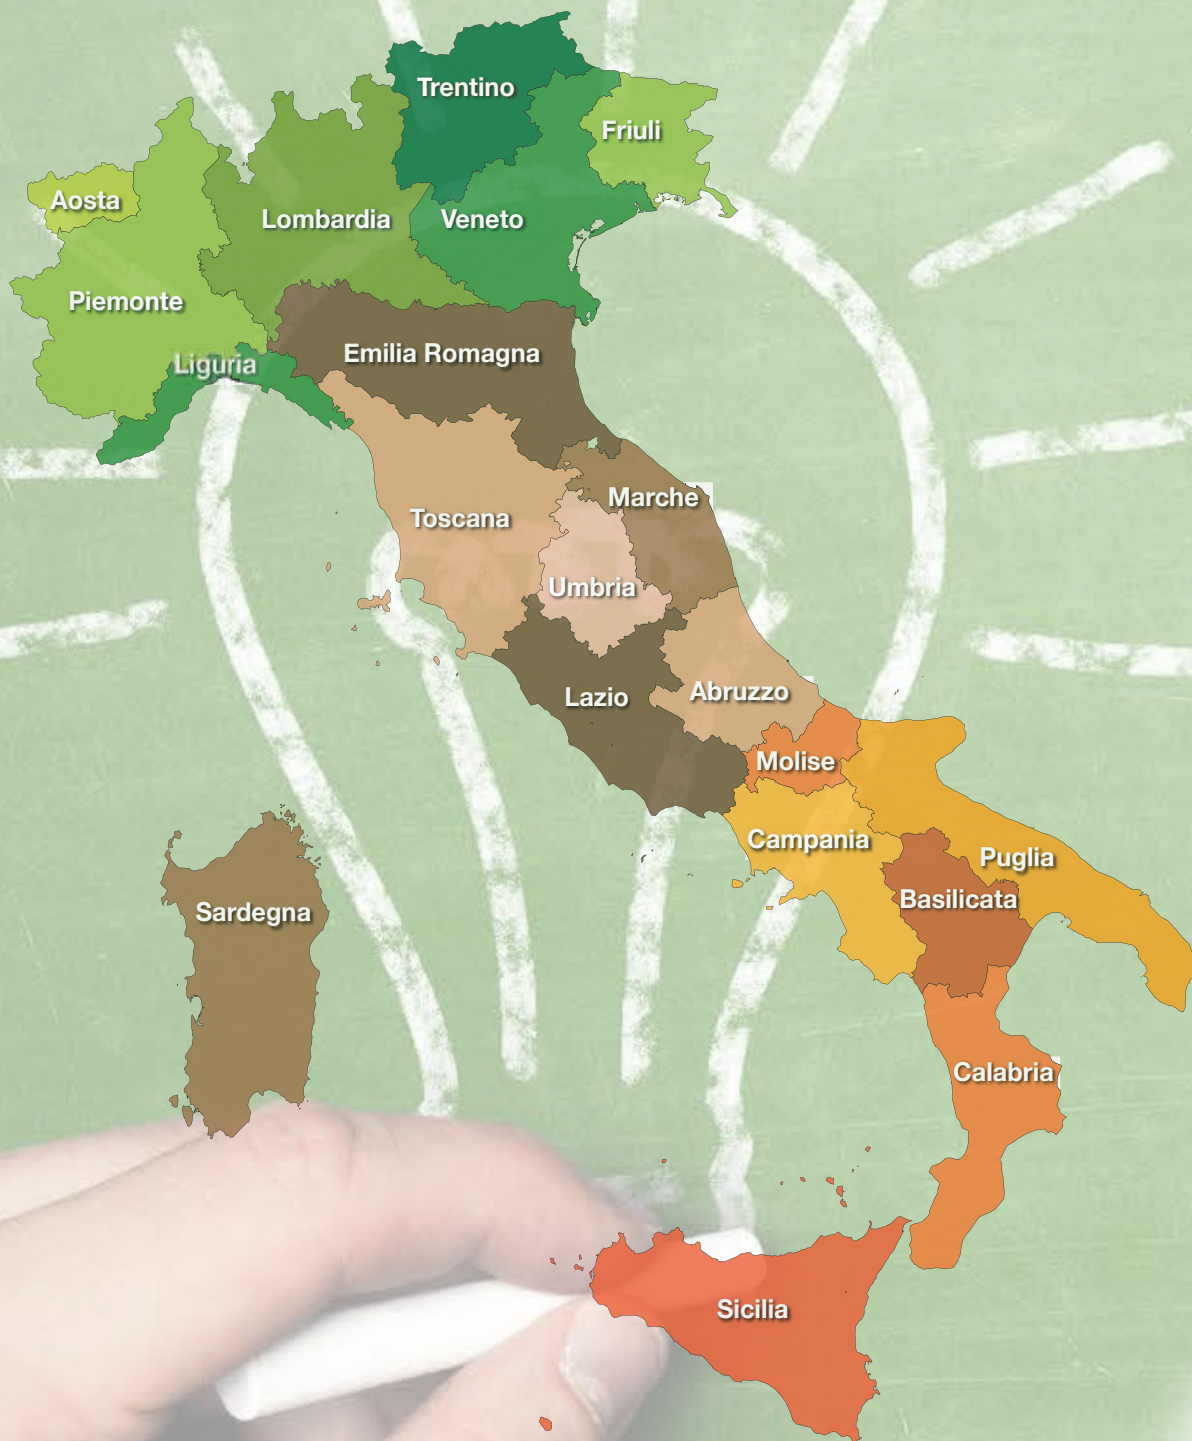 Trentino
Friuli
Aosta
Lombardia
Veneto
Piemonte
Emilia Romagna
Liguria
Marche
Toscana
Umbria
Abruzzo
Lazio
Molise
Campania
Puglia
Basilicata
Sardegna
Calabria
Sicilia